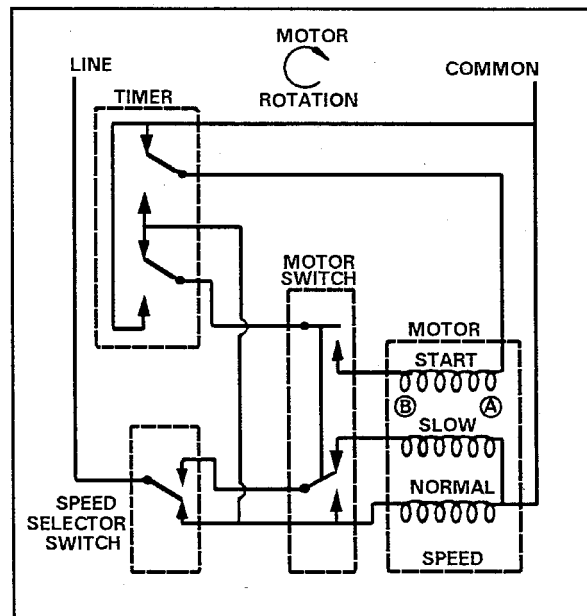 MOTOR
ROTATION
LINE
COMMON
TIMER
MOTOR
SWITCH
MOTOR
START
B
A
SLOW
NORMAL
SPEED
SPEED
SELECTOR
SWITCH